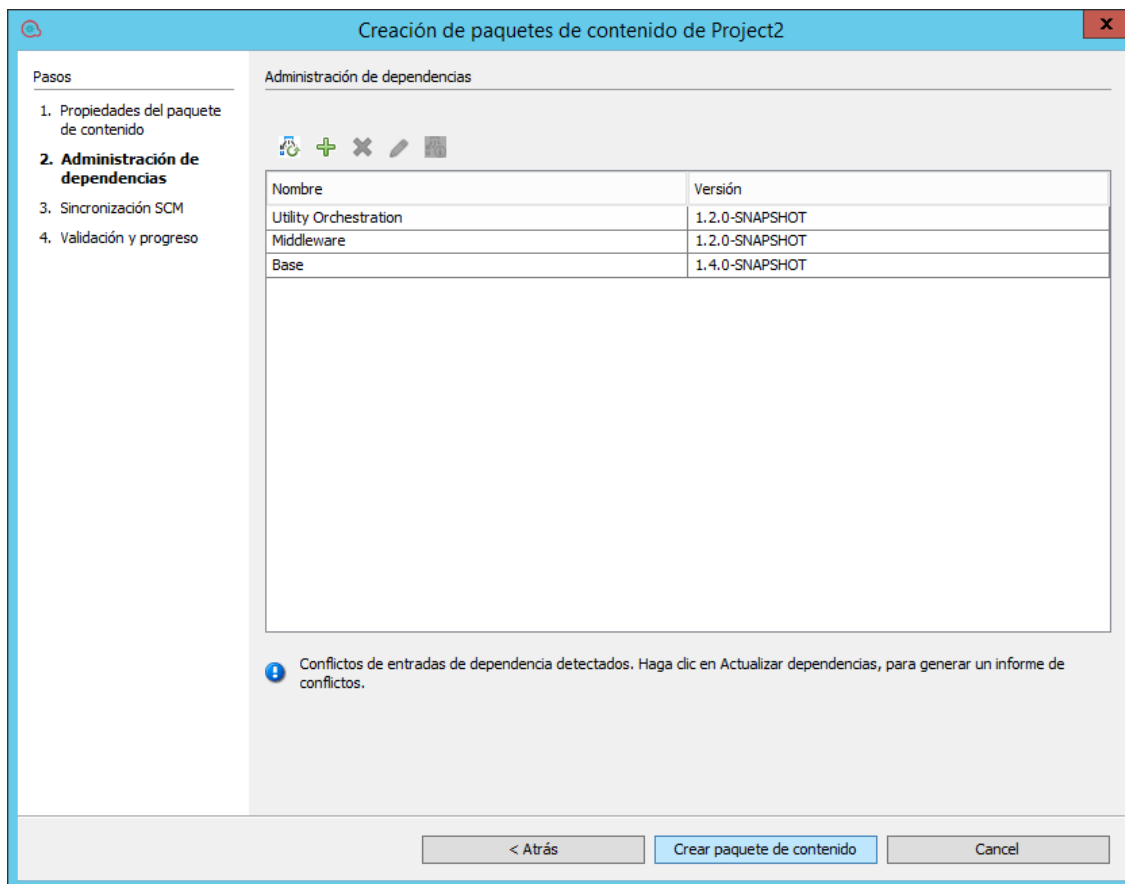 Creación de paquetes de contenido de Project2
x
Pasos
1. Propiedades del paquete
de contenido
2. Administración de
dependencias
3. Sincronización SCM
4. Validación y progreso
Administración de dependencias
Nombre Versión
Utility Orchestration 1.2.0-SNAPSHOT
Middleware 1.2.0-SNAPSHOT
Base 1.4.0-SNAPSHOT
Conflictos de entradas de dependencia detectados. Haga clic en Actualizar dependencias, para generar un informe de
conflictos.
< Atrás Crear paquete de contenido Cancel